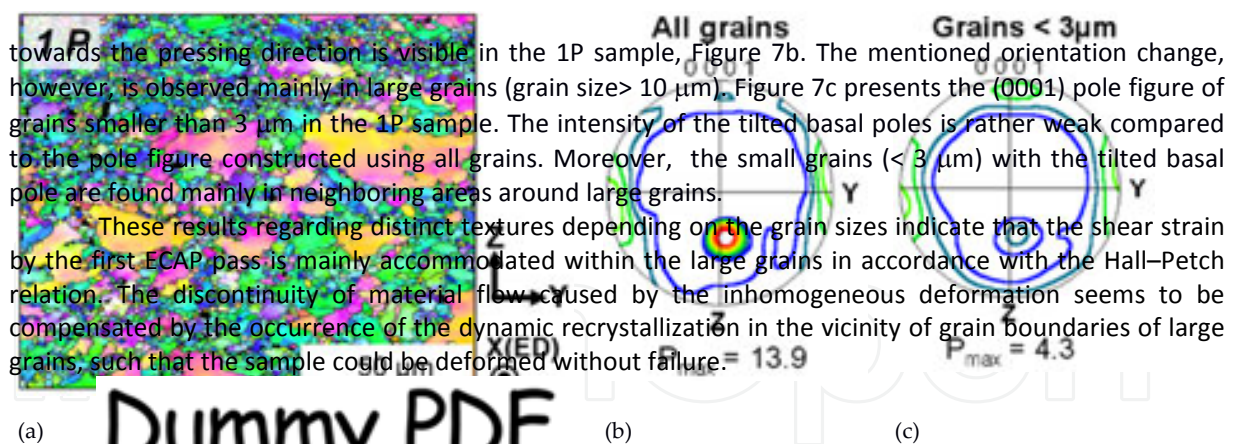 1P
All grains
Grains < 3µm
towards the pressing direction is visible in the 1P sample, Figure 7b. The mentioned orientation change,
0001
0001
however, is observed mainly in large grains (grain size> 10 µm). Figure 7c presents the (0001) pole figure of
grains smaller than 3 µm in the 1P sample. The intensity of the tilted basal poles is rather weak compared
to the pole figure constructed using all grains. Moreover, the small grains (< 3 µm) with the tilted basal
pole are found mainly in neighboring areas around large grains.
Y
Y
These results regarding distinct textures depending on the grain sizes indicate that the shear strain
Z
by the first ECAP pass is mainly accommodated within the large grains in accordance with the Hall–Petch
relation. The discontinuity of material flow caused by the inhomogeneous deformation seems to be
Y
compensated by the occurrence of the dynamic recrystallization in the vicinity of grain boundaries of large
Z
Z
grains, such that the sample could be deformed without failure.
X(ED)
Pmax = 13.9
Pmax = 4.3
Dummy PDF
(a)
(b)
(c)